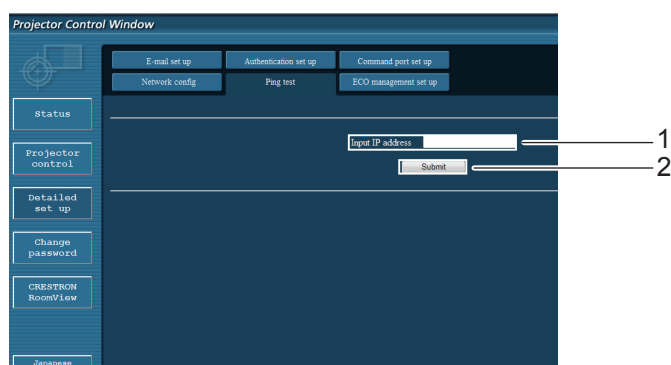 Projector Control Window
E-mail set up
Authentication set up
Command port set up
Network config
Ping test
ECO management set up
Status
Projector
control
Detailed
set up
Change
password
CRESTRON
RoomView
Japanese
Input IP address
Submit
1
2